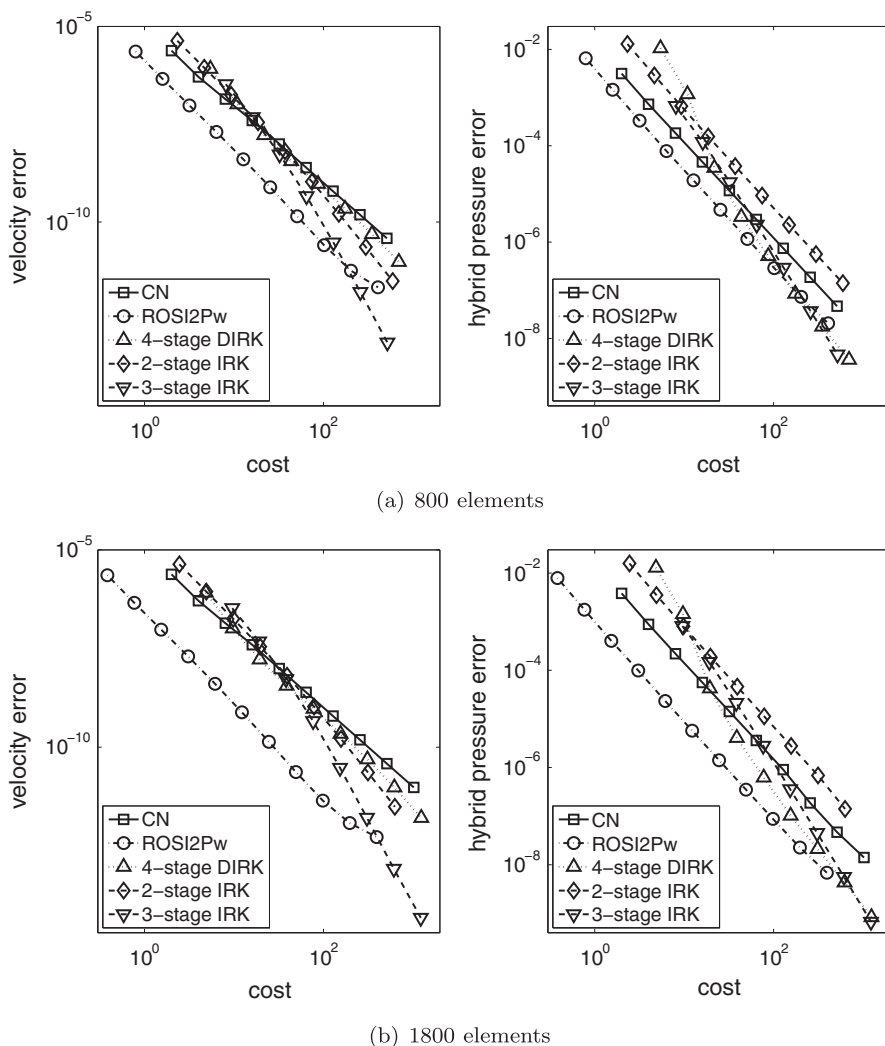 10^-5
10^-10
velocity error
CN
ROSI2Pw
4-stage DIRK
2-stage IRK
3-stage IRK
10^0
10^2
cost
10^-2
10^-4
10^-6
10^-8
hybrid pressure error
CN
ROSI2Pw
4-stage DIRK
2-stage IRK
3-stage IRK
10^0
10^2
cost
(a) 800 elements
10^-5
10^-10
velocity error
CN
ROSI2Pw
4-stage DIRK
2-stage IRK
3-stage IRK
10^0
10^2
cost
10^-2
10^-4
10^-6
10^-8
hybrid pressure error
CN
ROSI2Pw
4-stage DIRK
2-stage IRK
3-stage IRK
10^0
10^2
cost
(b) 1800 elements